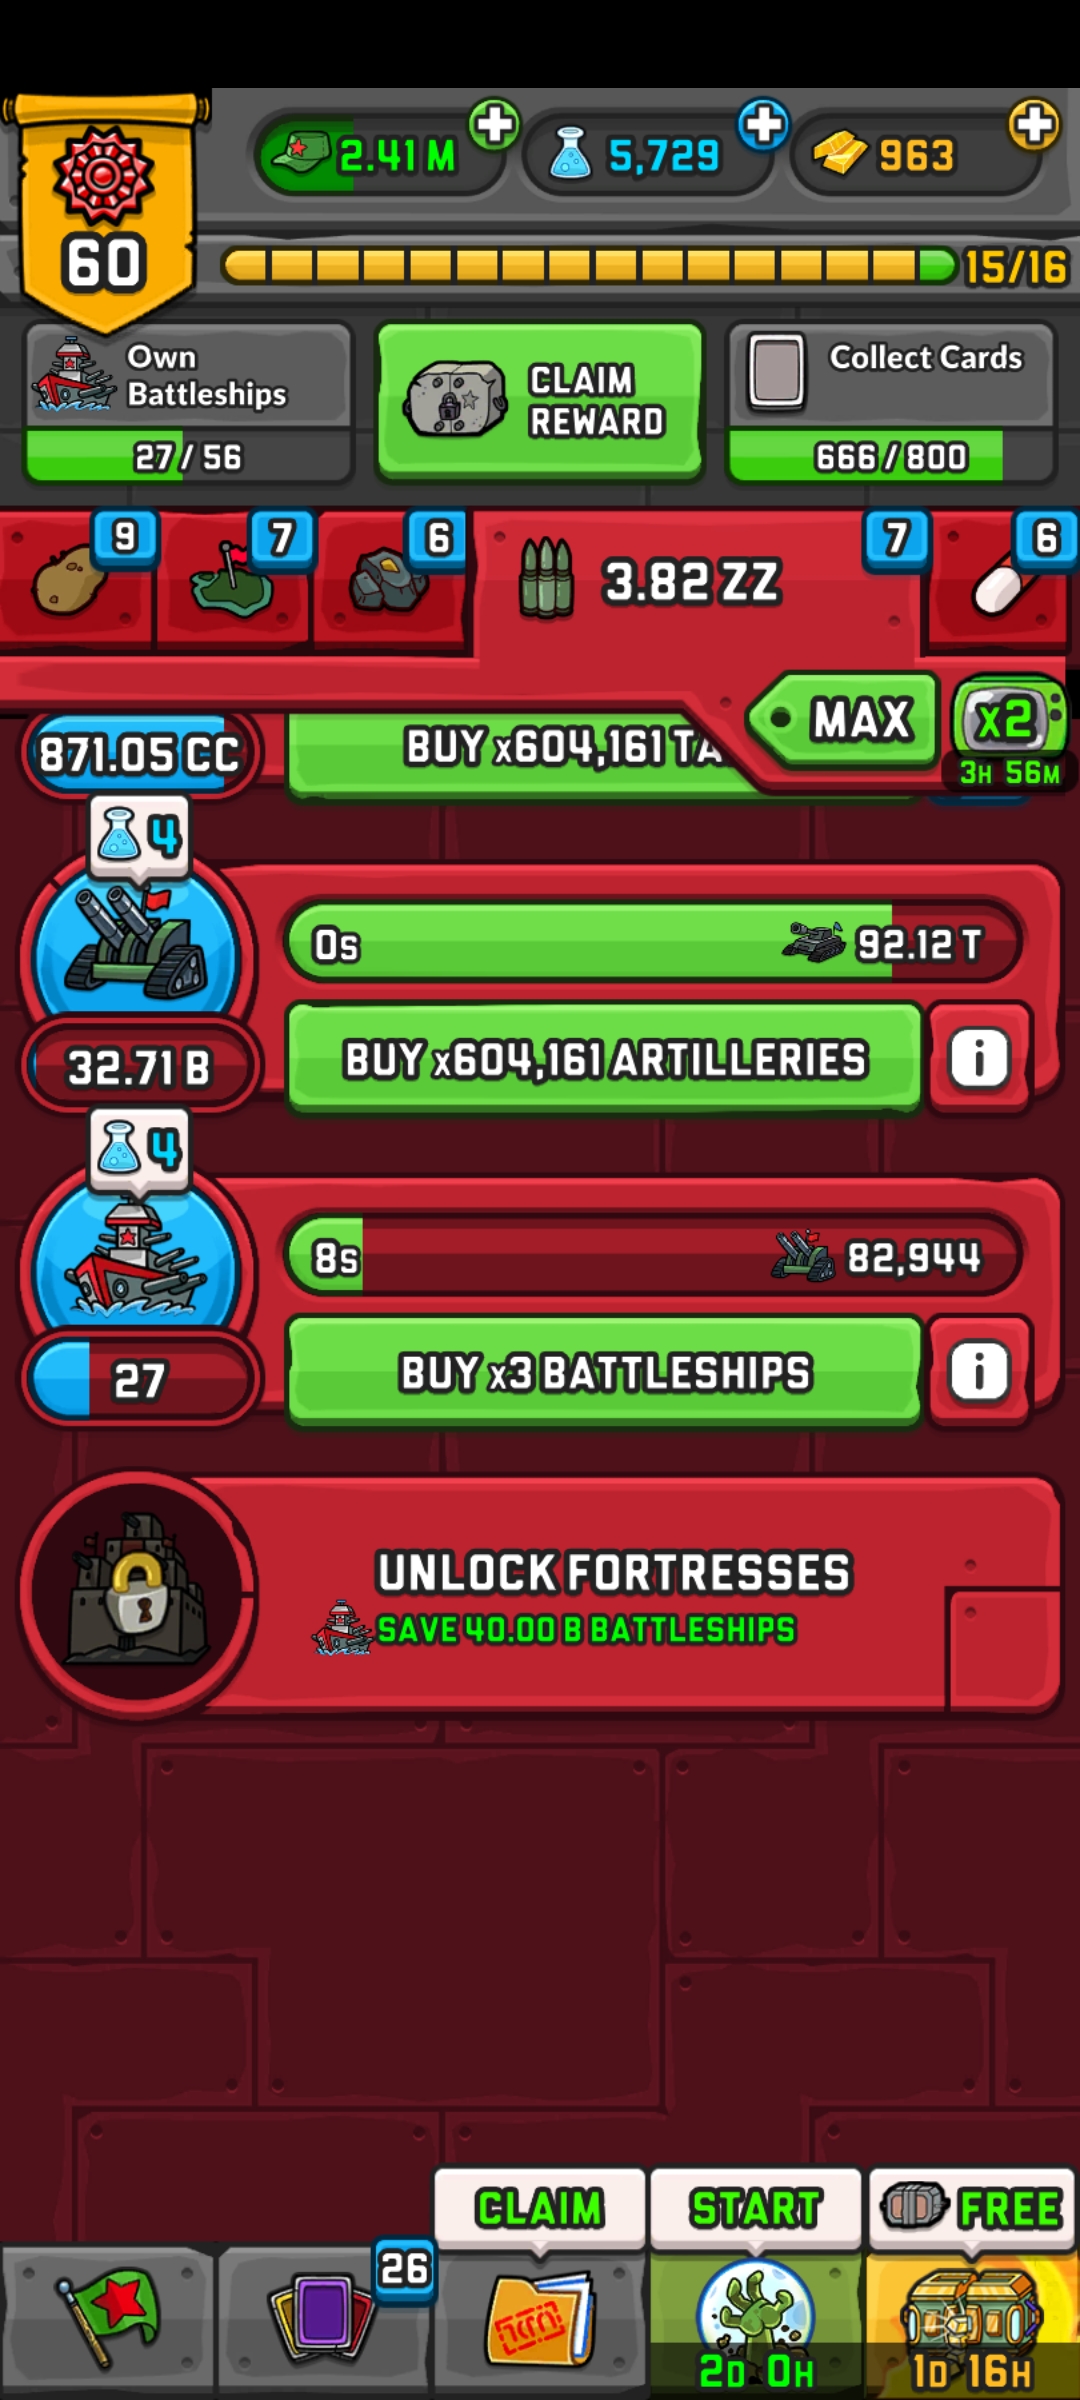 60
2.41 M
5,729
963
15/16
Own
Battleships
27 / 56
CLAIM
REWARD
Collect Cards
666 / 800
9
7
6
3.82 ZZ
7
6
MAX
x2
3H 56M
871.05 CC
BUY x604,161 TA
4
0s
92.12 T
32.71 B
BUY x604,161 ARTILLERIES
i
4
8s
82,944
27
BUY x3 BATTLESHIPS
i
UNLOCK FORTRESSES
SAVE 40.00 B BATTLESHIPS
CLAIM
START
FREE
26
2D 0H
1D 16H